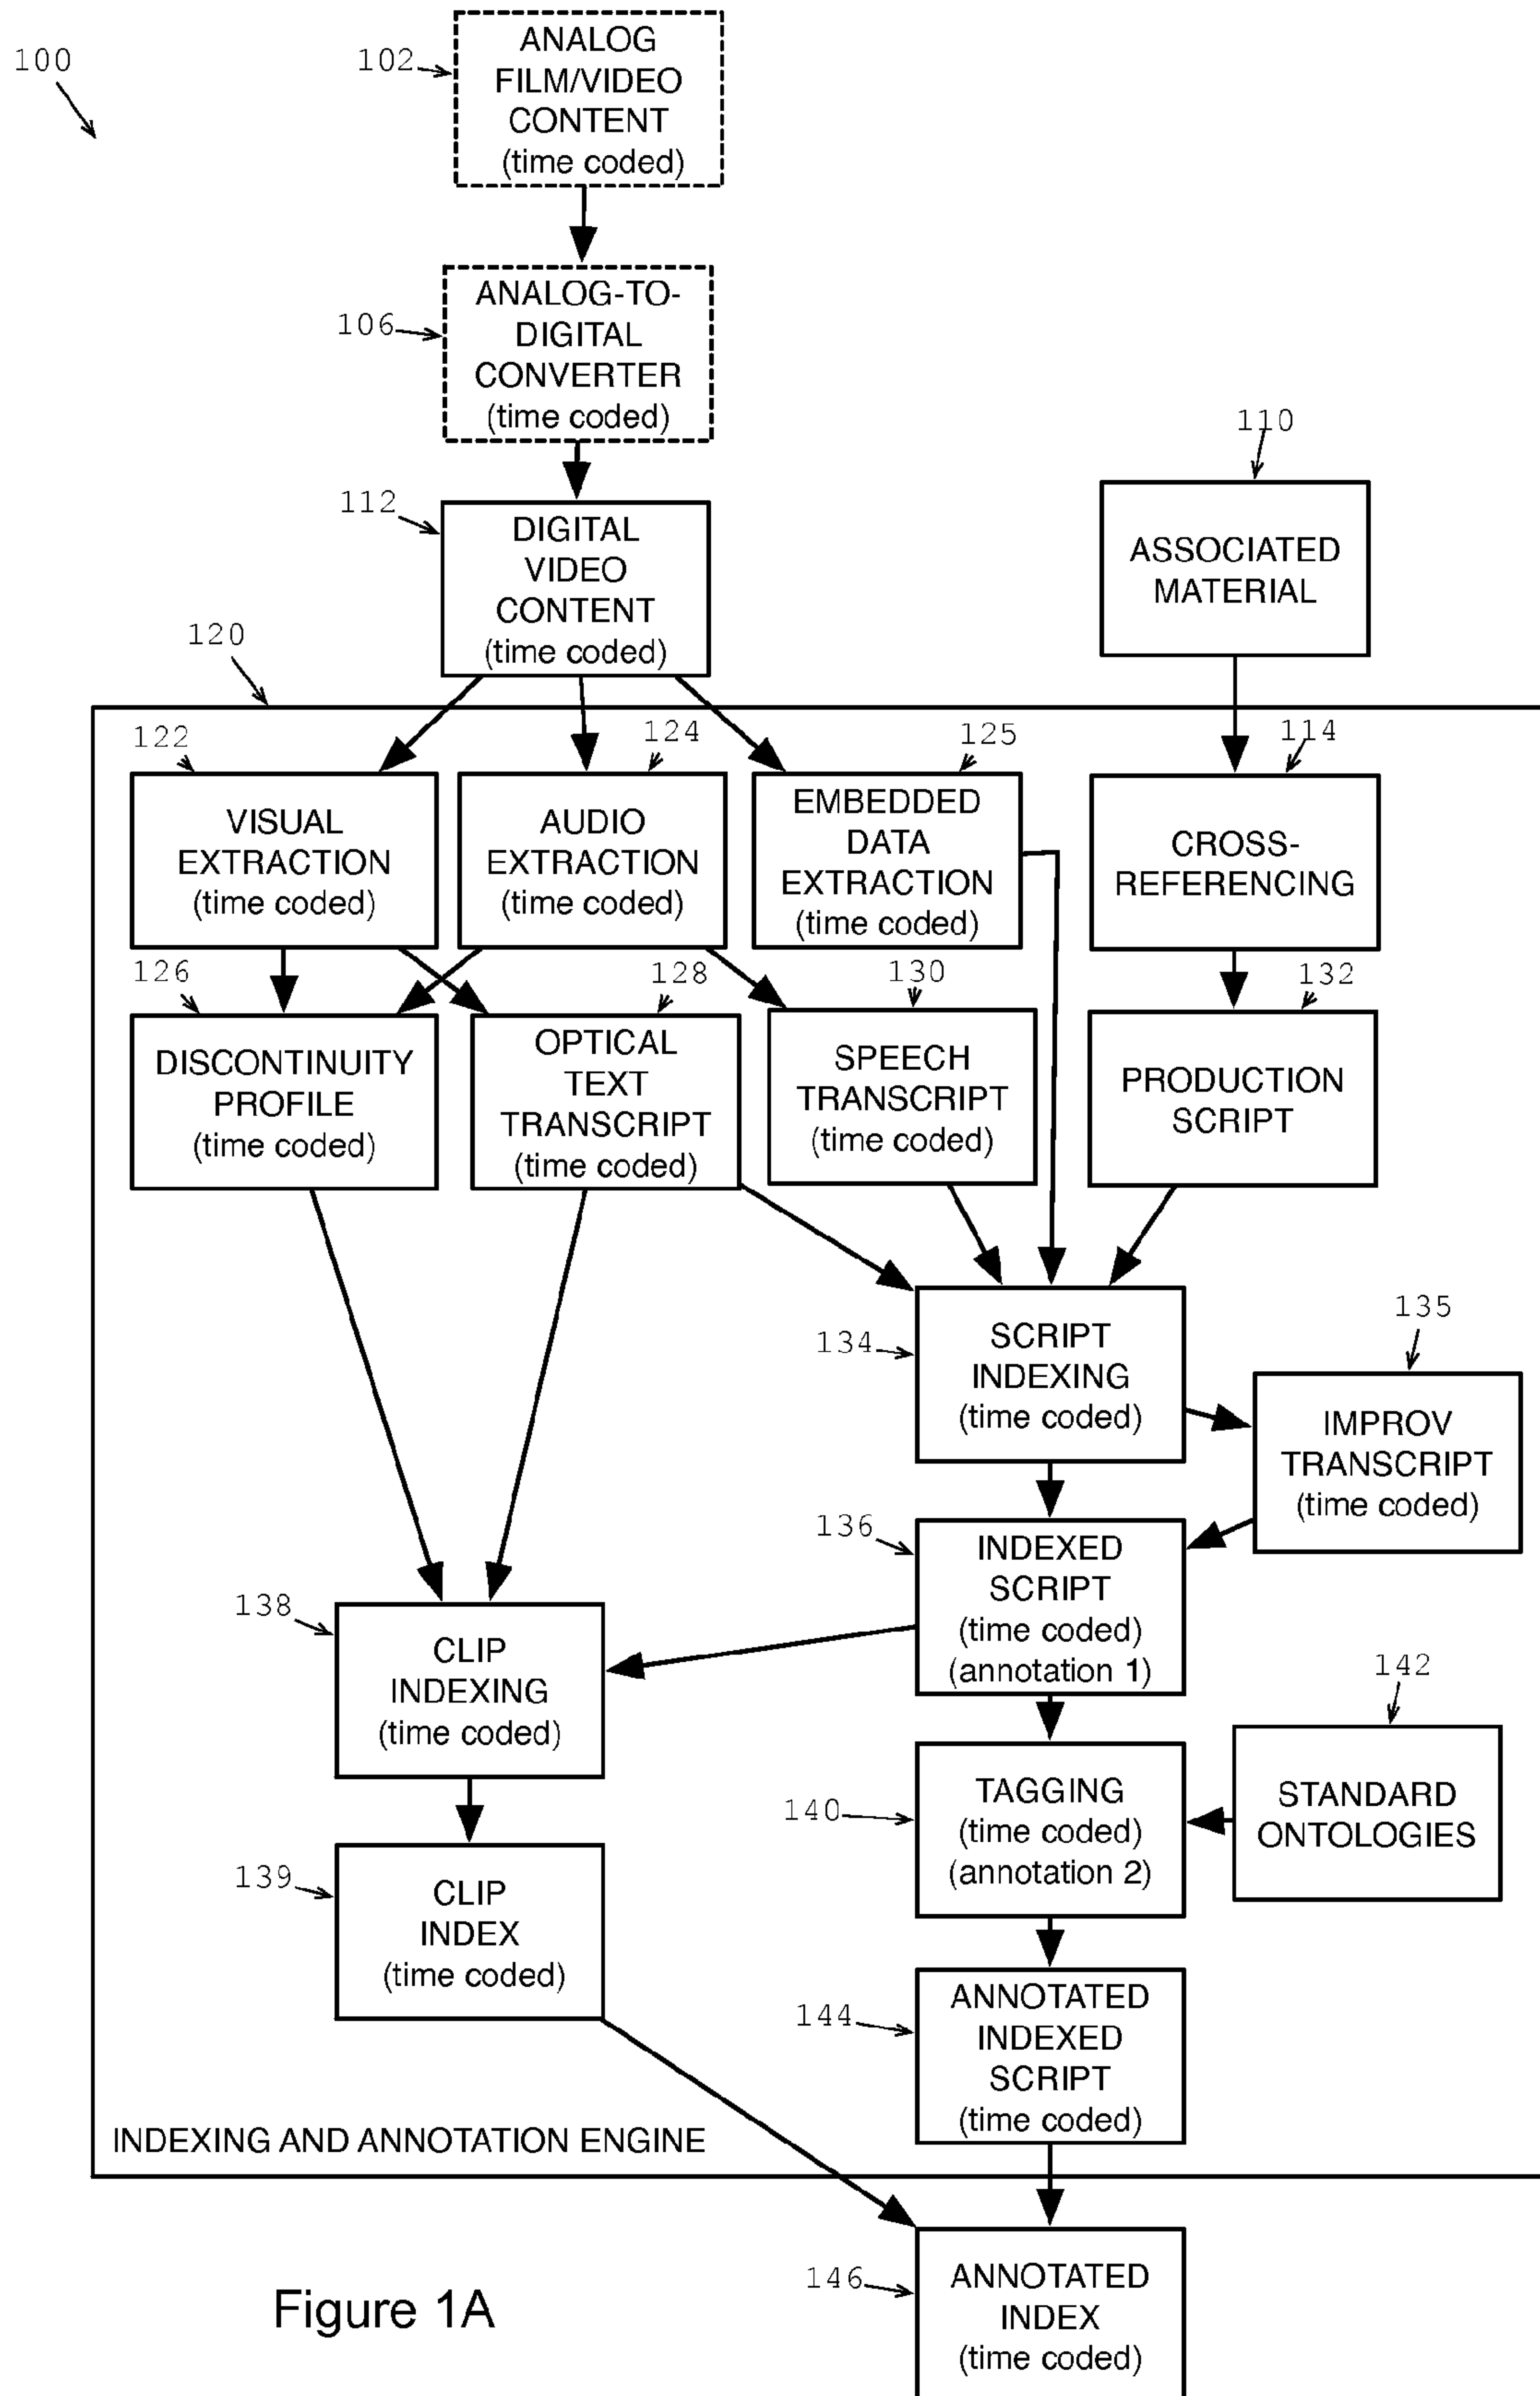 100
102
ANALOG
FILM/VIDEO
CONTENT
(time coded)
106
ANALOG-TO-
DIGITAL
CONVERTER
(time coded)
110
112
DIGITAL
VIDEO
CONTENT
(time coded)
ASSOCIATED
MATERIAL
120
122
124
125
114
VISUAL
EXTRACTION
(time coded)
AUDIO
EXTRACTION
(time coded)
EMBEDDED
DATA
EXTRACTION
(time coded)
CROSS-
REFERENCING
126
128
130
132
DISCONTINUITY
PROFILE
(time coded)
OPTICAL
TEXT
TRANSCRIPT
(time coded)
SPEECH
TRANSCRIPT
(time coded)
PRODUCTION
SCRIPT
134
SCRIPT
INDEXING
(time coded)
135
IMPROV
TRANSCRIPT
(time coded)
136
INDEXED
SCRIPT
(time coded)
(annotation 1)
138
CLIP
INDEXING
(time coded)
142
140
TAGGING
(time coded)
(annotation 2)
STANDARD
ONTOLOGIES
139
CLIP
INDEX
(time coded)
144
ANNOTATED
INDEXED
SCRIPT
(time coded)
INDEXING AND ANNOTATION ENGINE
146
ANNOTATED
INDEX
(time coded)
Figure 1A